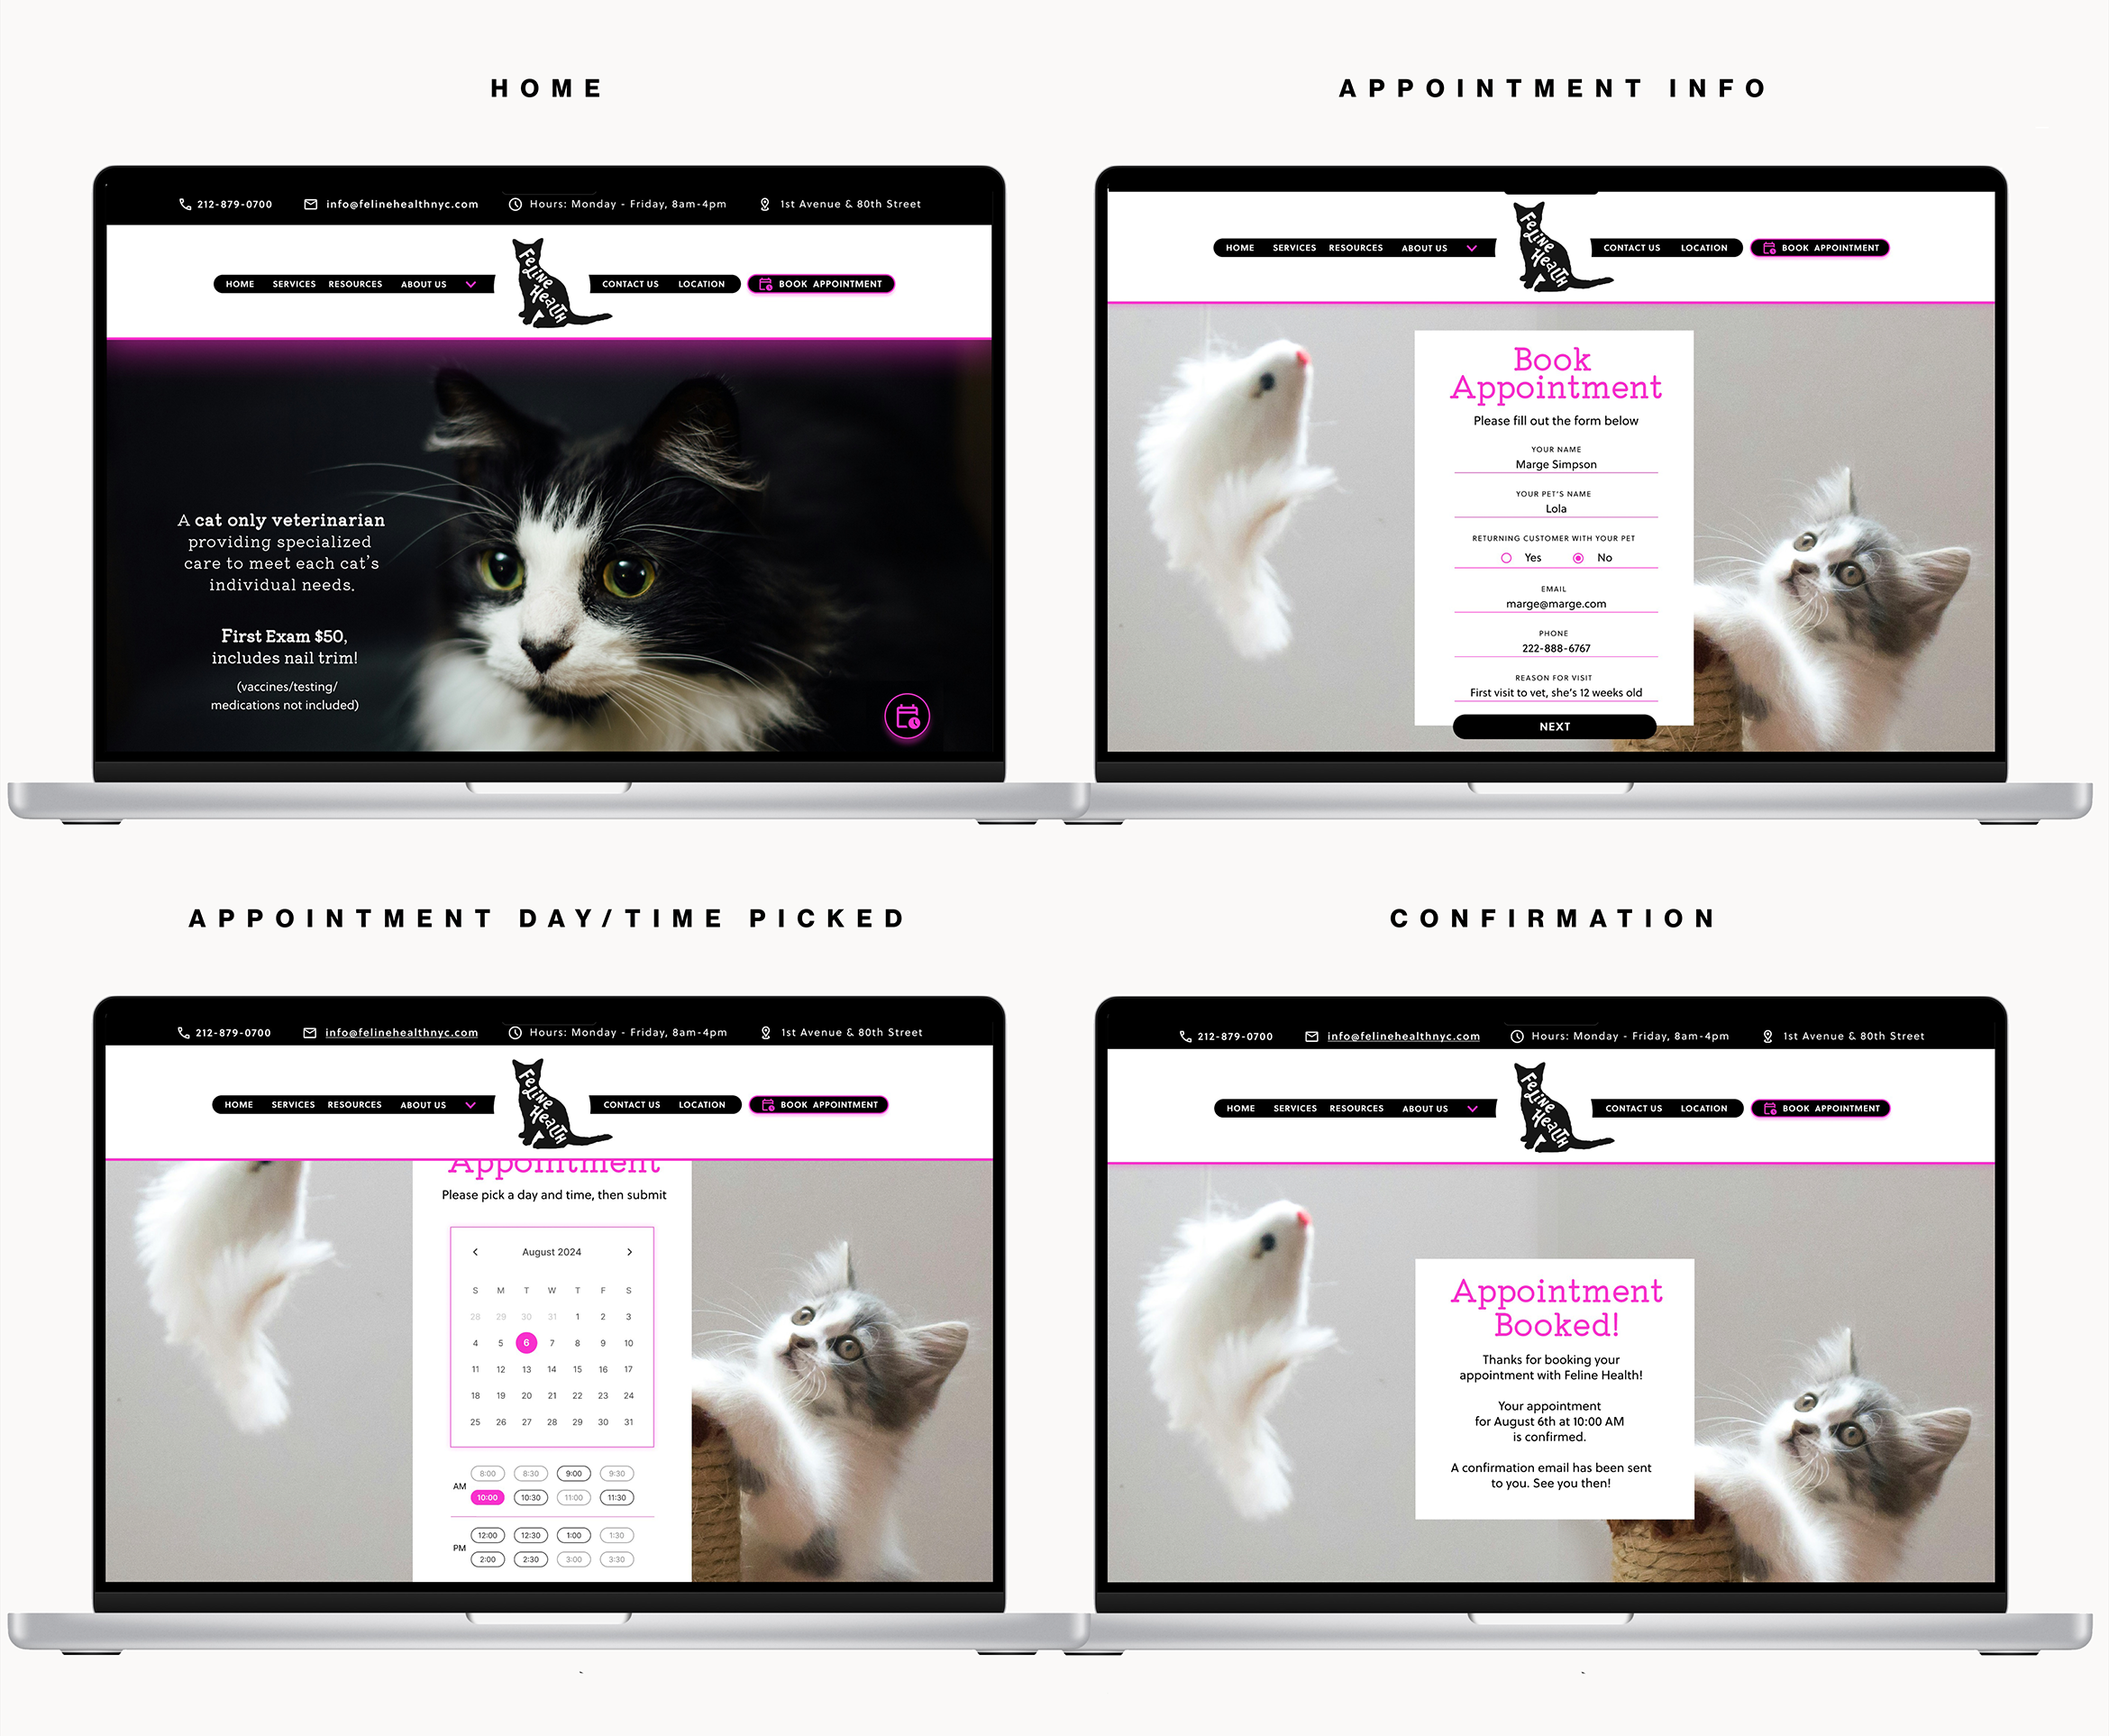 HOME
212-879-0700 info@felinehealthnyc.com Hours: Monday - Friday, 8am-4pm 1st Avenue & 80th Street
HOME SERVICES RESOURCES ABOUT US FeLine HeaLTH CONTACT US LOCATION BOOK APPOINTMENT
A cat only veterinarian
providing specialized
care to meet each cat's
individual needs.
First Exam $50,
includes nail trim!
(vaccines/testing/
medications not included)
APPOINTMENT INFO
HOME SERVICES RESOURCES ABOUT US FeLine HeaLTH CONTACT US LOCATION BOOK APPOINTMENT
Book
Appointment
Please fill out the form below
YOUR NAME
Marge Simpson
YOUR PET'S NAME
Lola
RETURNING CUSTOMER WITH YOUR PET
Yes No
EMAIL
marge@marge.com
PHONE
222-888-6767
REASON FOR VISIT
First visit to vet, she's 12 weeks old
NEXT
APPOINTMENT DAY/TIME PICKED
212-879-0700 info@felinehealthnyc.com Hours: Monday - Friday, 8am-4pm 1st Avenue & 80th Street
HOME SERVICES RESOURCES ABOUT US FeLine HeaLTH CONTACT US LOCATION BOOK APPOINTMENT
Appointment
Please pick a day and time, then submit
August 2024
S M T W T F S
28 29 30 31 1 2 3
4 5 6 7 8 9 10
11 12 13 14 15 16 17
18 19 20 21 22 23 24
25 26 27 28 29 30 31
AM
8:00 8:30 9:00 9:30
10:00 10:30 11:00 11:30
PM
12:00 12:30 1:00 1:30
2:00 2:30 3:00 3:30
CONFIRMATION
212-879-0700 info@felinehealthnyc.com Hours: Monday - Friday, 8am-4pm 1st Avenue & 80th Street
HOME SERVICES RESOURCES ABOUT US FeLine HeaLTH CONTACT US LOCATION BOOK APPOINTMENT
Appointment
Booked!
Thanks for booking your
appointment with Feline Health!
Your appointment
for August 6th at 10:00 AM
is confirmed.
A confirmation email has been sent
to you. See you then!